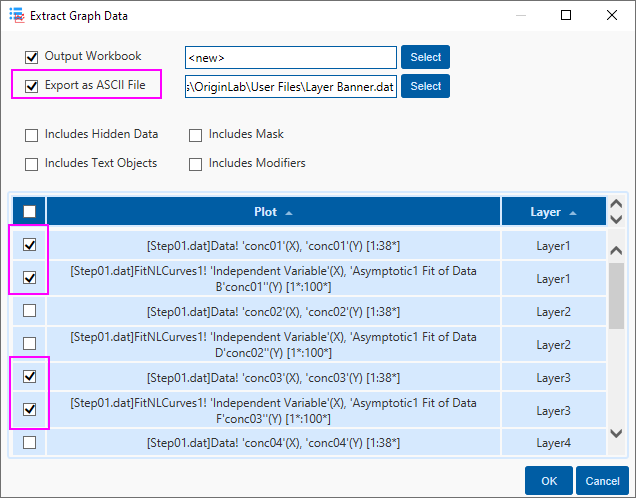 Extract Graph Data
Output Workbook <new> Select
Export as ASCII File s\OriginLab\User Files\Layer Banner.dat Select
Includes Hidden Data Includes Mask
Includes Text Objects Includes Modifiers
Plot Layer
[Step01.dat]Data! 'conc01'(X), 'conc01'(Y) [1:38*] Layer1
[Step01.dat]FitNLCurves1! 'Independent Variable'(X), 'Asymptotic1 Fit of Data
B'conc01''(Y) [1*:100*] Layer1
[Step01.dat]Data! 'conc02'(X), 'conc02'(Y) [1:38*] Layer2
[Step01.dat]FitNLCurves1! 'Independent Variable'(X), 'Asymptotic1 Fit of Data
D'conc02''(Y) [1*:100*] Layer2
[Step01.dat]Data! 'conc03'(X), 'conc03'(Y) [1:38*] Layer3
[Step01.dat]FitNLCurves1! 'Independent Variable'(X), 'Asymptotic1 Fit of Data
F'conc03''(Y) [1*:100*] Layer3
[Step01.dat]Data! 'conc04'(X), 'conc04'(Y) [1:38*] Layer4
OK Cancel